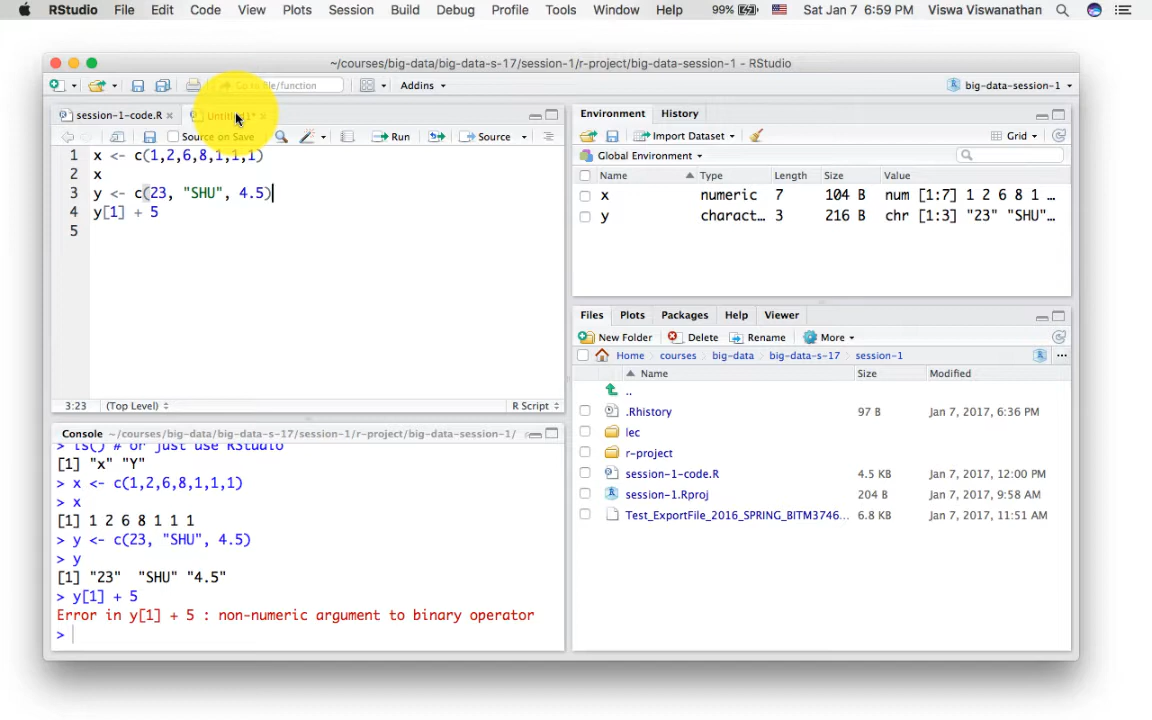 RStudio File Edit Code View Plots Session Build Debug Profile Tools Window Help 99% Sat Jan 7 6:59 PM Viswa Viswanathan
~/courses/big-data/big-data-s-17/session-1/r-project/big-data-session-1 - RStudio
Go to file/function Addins big-data-session-1
session-1-code.R Untitled1*
Source on Save Run Source
1 x <- c(1,2,6,8,1,1,1)
2 x
3 y <- c(23, "SHU", 4.5)
4 y[1] + 5
5
3:23 (Top Level) R Script
Console ~/courses/big-data/big-data-s-17/session-1/r-project/big-data-session-1/
> ls() # or just use RStudio
[1] "x" "Y"
> x <- c(1,2,6,8,1,1,1)
> x
[1] 1 2 6 8 1 1 1
> y <- c(23, "SHU", 4.5)
> y
[1] "23" "SHU" "4.5"
> y[1] + 5
Error in y[1] + 5 : non-numeric argument to binary operator
>
Environment History
Import Dataset Grid
Global Environment
Name Type Length Size Value
x numeric 7 104 B num [1:7] 1 2 6 8 1 ...
y charact... 3 216 B chr [1:3] "23" "SHU"...
Files Plots Packages Help Viewer
New Folder Delete Rename More
Home courses big-data big-data-s-17 session-1
Name Size Modified
..
.Rhistory 97 B Jan 7, 2017, 6:36 PM
lec
r-project
session-1-code.R 4.5 KB Jan 7, 2017, 12:00 PM
session-1.Rproj 204 B Jan 7, 2017, 9:58 AM
Test_ExportFile_2016_SPRING_BITM3746... 6.8 KB Jan 7, 2017, 11:51 AM